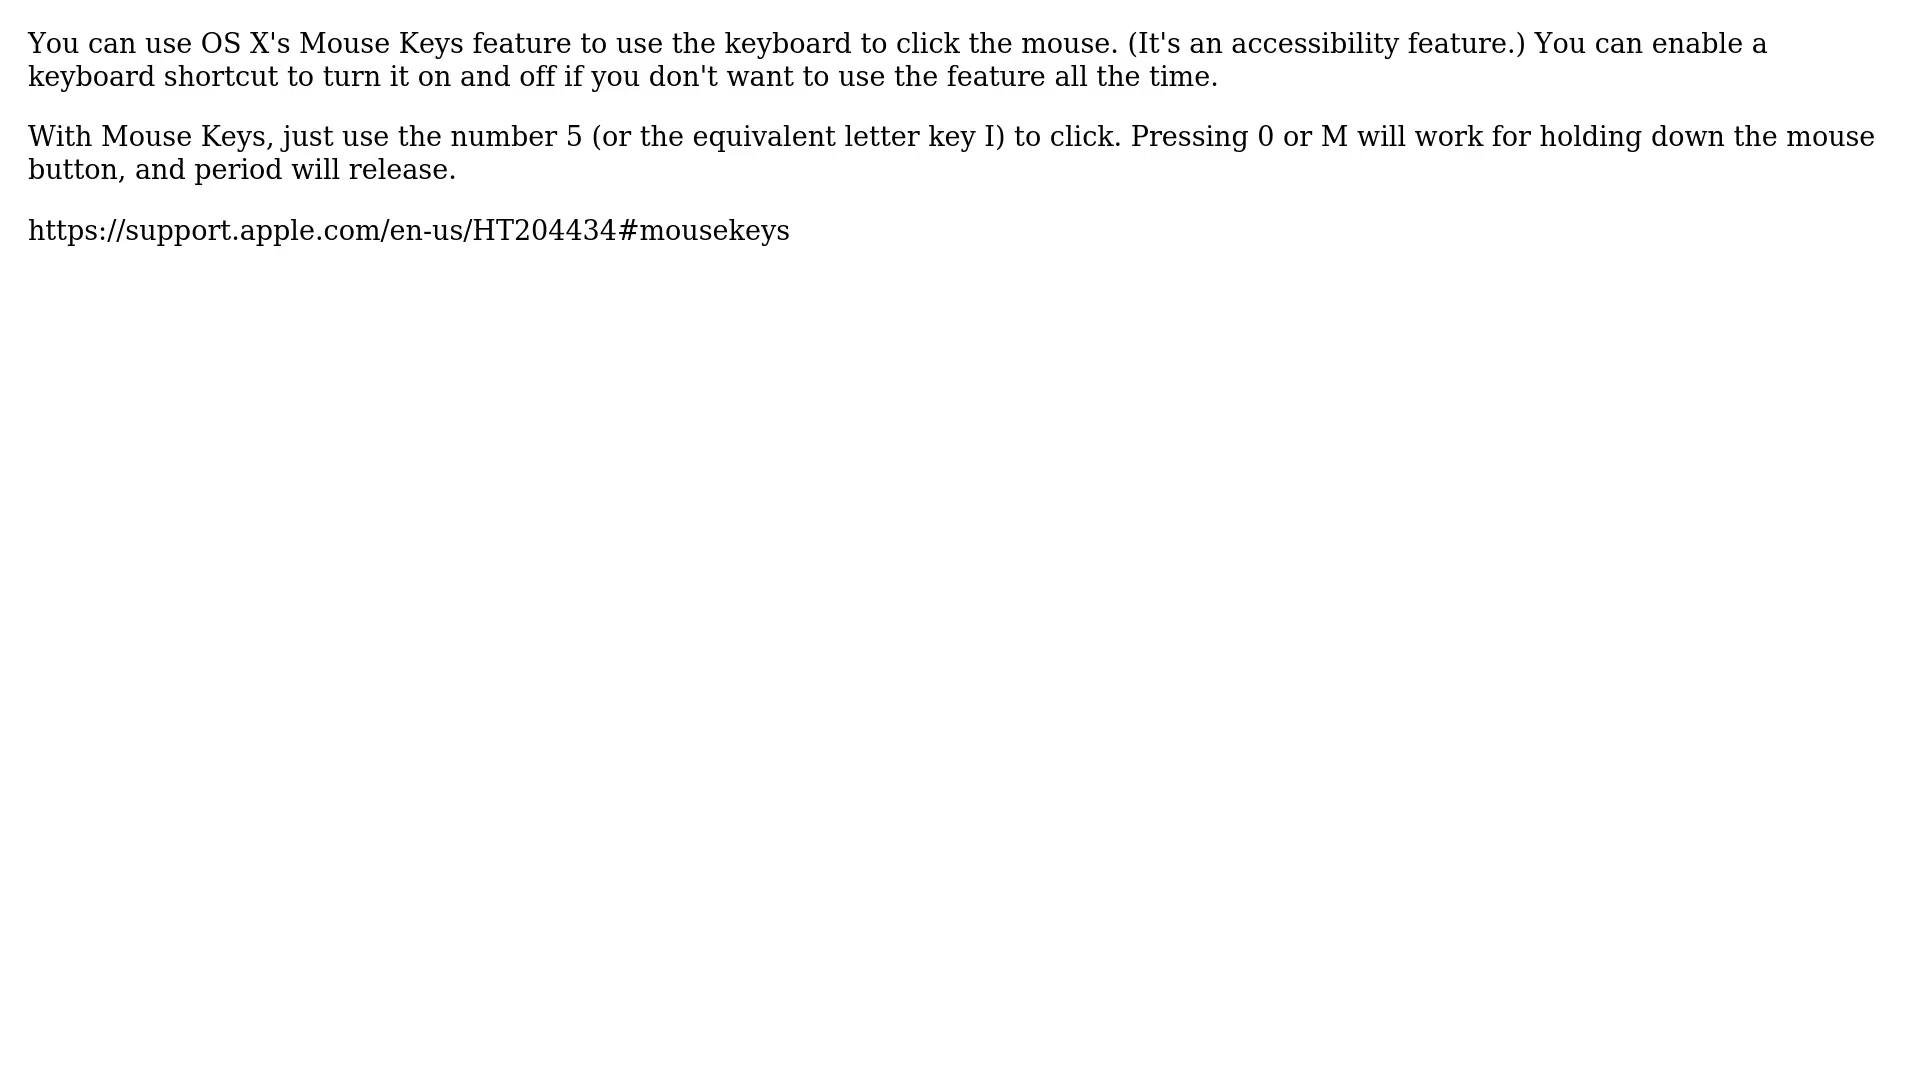 You can use OS X's Mouse Keys feature to use the keyboard to click the mouse. (It's an accessibility feature.) You can enable a
keyboard shortcut to turn it on and off if you don't want to use the feature all the time.
With Mouse Keys, just use the number 5 (or the equivalent letter key I) to click. Pressing 0 or M will work for holding down the mouse
button, and period will release.
https://support.apple.com/en-us/HT204434#mousekeys